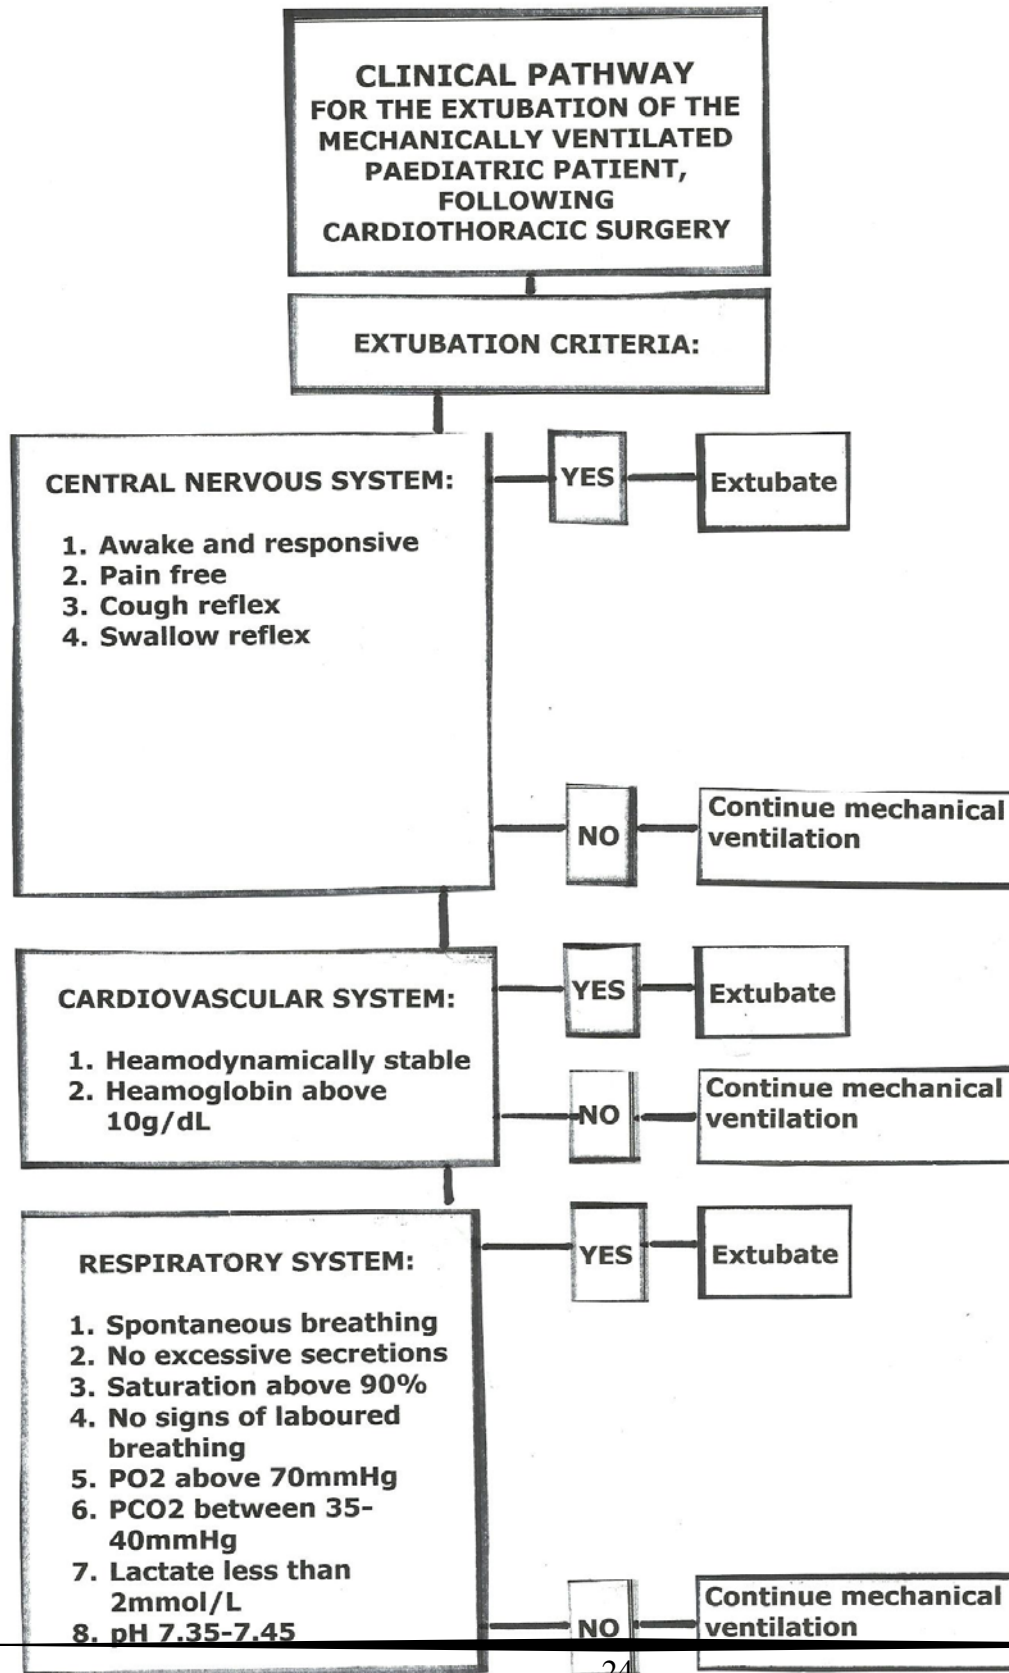 CLINICAL PATHWAY
FOR THE EXTUBATION OF THE
MECHANICALLY VENTILATED
PAEDIATRIC PATIENT,
FOLLOWING
CARDIOTHORACIC SURGERY
EXTUBATION CRITERIA:
CENTRAL NERVOUS SYSTEM:
1. Awake and responsive
2. Pain free
3. Cough reflex
4. Swallow reflex
YES
Extubate
NO
Continue mechanical
ventilation
CARDIOVASCULAR SYSTEM:
1. Heamodynamically stable
2. Heamoglobin above
10g/dL
YES
Extubate
NO
Continue mechanical
ventilation
RESPIRATORY SYSTEM:
1. Spontaneous breathing
2. No excessive secretions
3. Saturation above 90%
4. No signs of laboured
breathing
5. PO2 above 70mmHg
6. PCO2 between 35-
40mmHg
7. Lactate less than
2mmol/L
8. pH 7.35-7.45
YES
Extubate
NO
Continue mechanical
ventilation
24